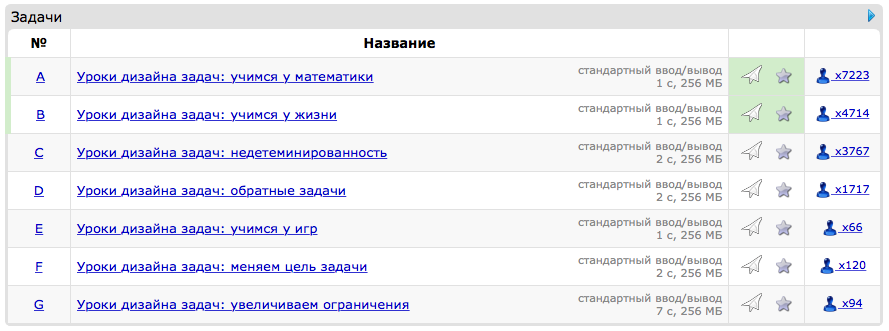 Задачи
№ Название
A Уроки дизайна задач: учимся у математики стандартный ввод/вывод x7223
1 с, 256 МБ
B Уроки дизайна задач: учимся у жизни стандартный ввод/вывод x4714
1 с, 256 МБ
C Уроки дизайна задач: недетеминированность стандартный ввод/вывод x3767
2 с, 256 МБ
D Уроки дизайна задач: обратные задачи стандартный ввод/вывод x1717
2 с, 256 МБ
E Уроки дизайна задач: учимся у игр стандартный ввод/вывод x66
1 с, 256 МБ
F Уроки дизайна задач: меняем цель задачи стандартный ввод/вывод x120
2 с, 256 МБ
G Уроки дизайна задач: увеличиваем ограничения стандартный ввод/вывод x94
7 с, 256 МБ